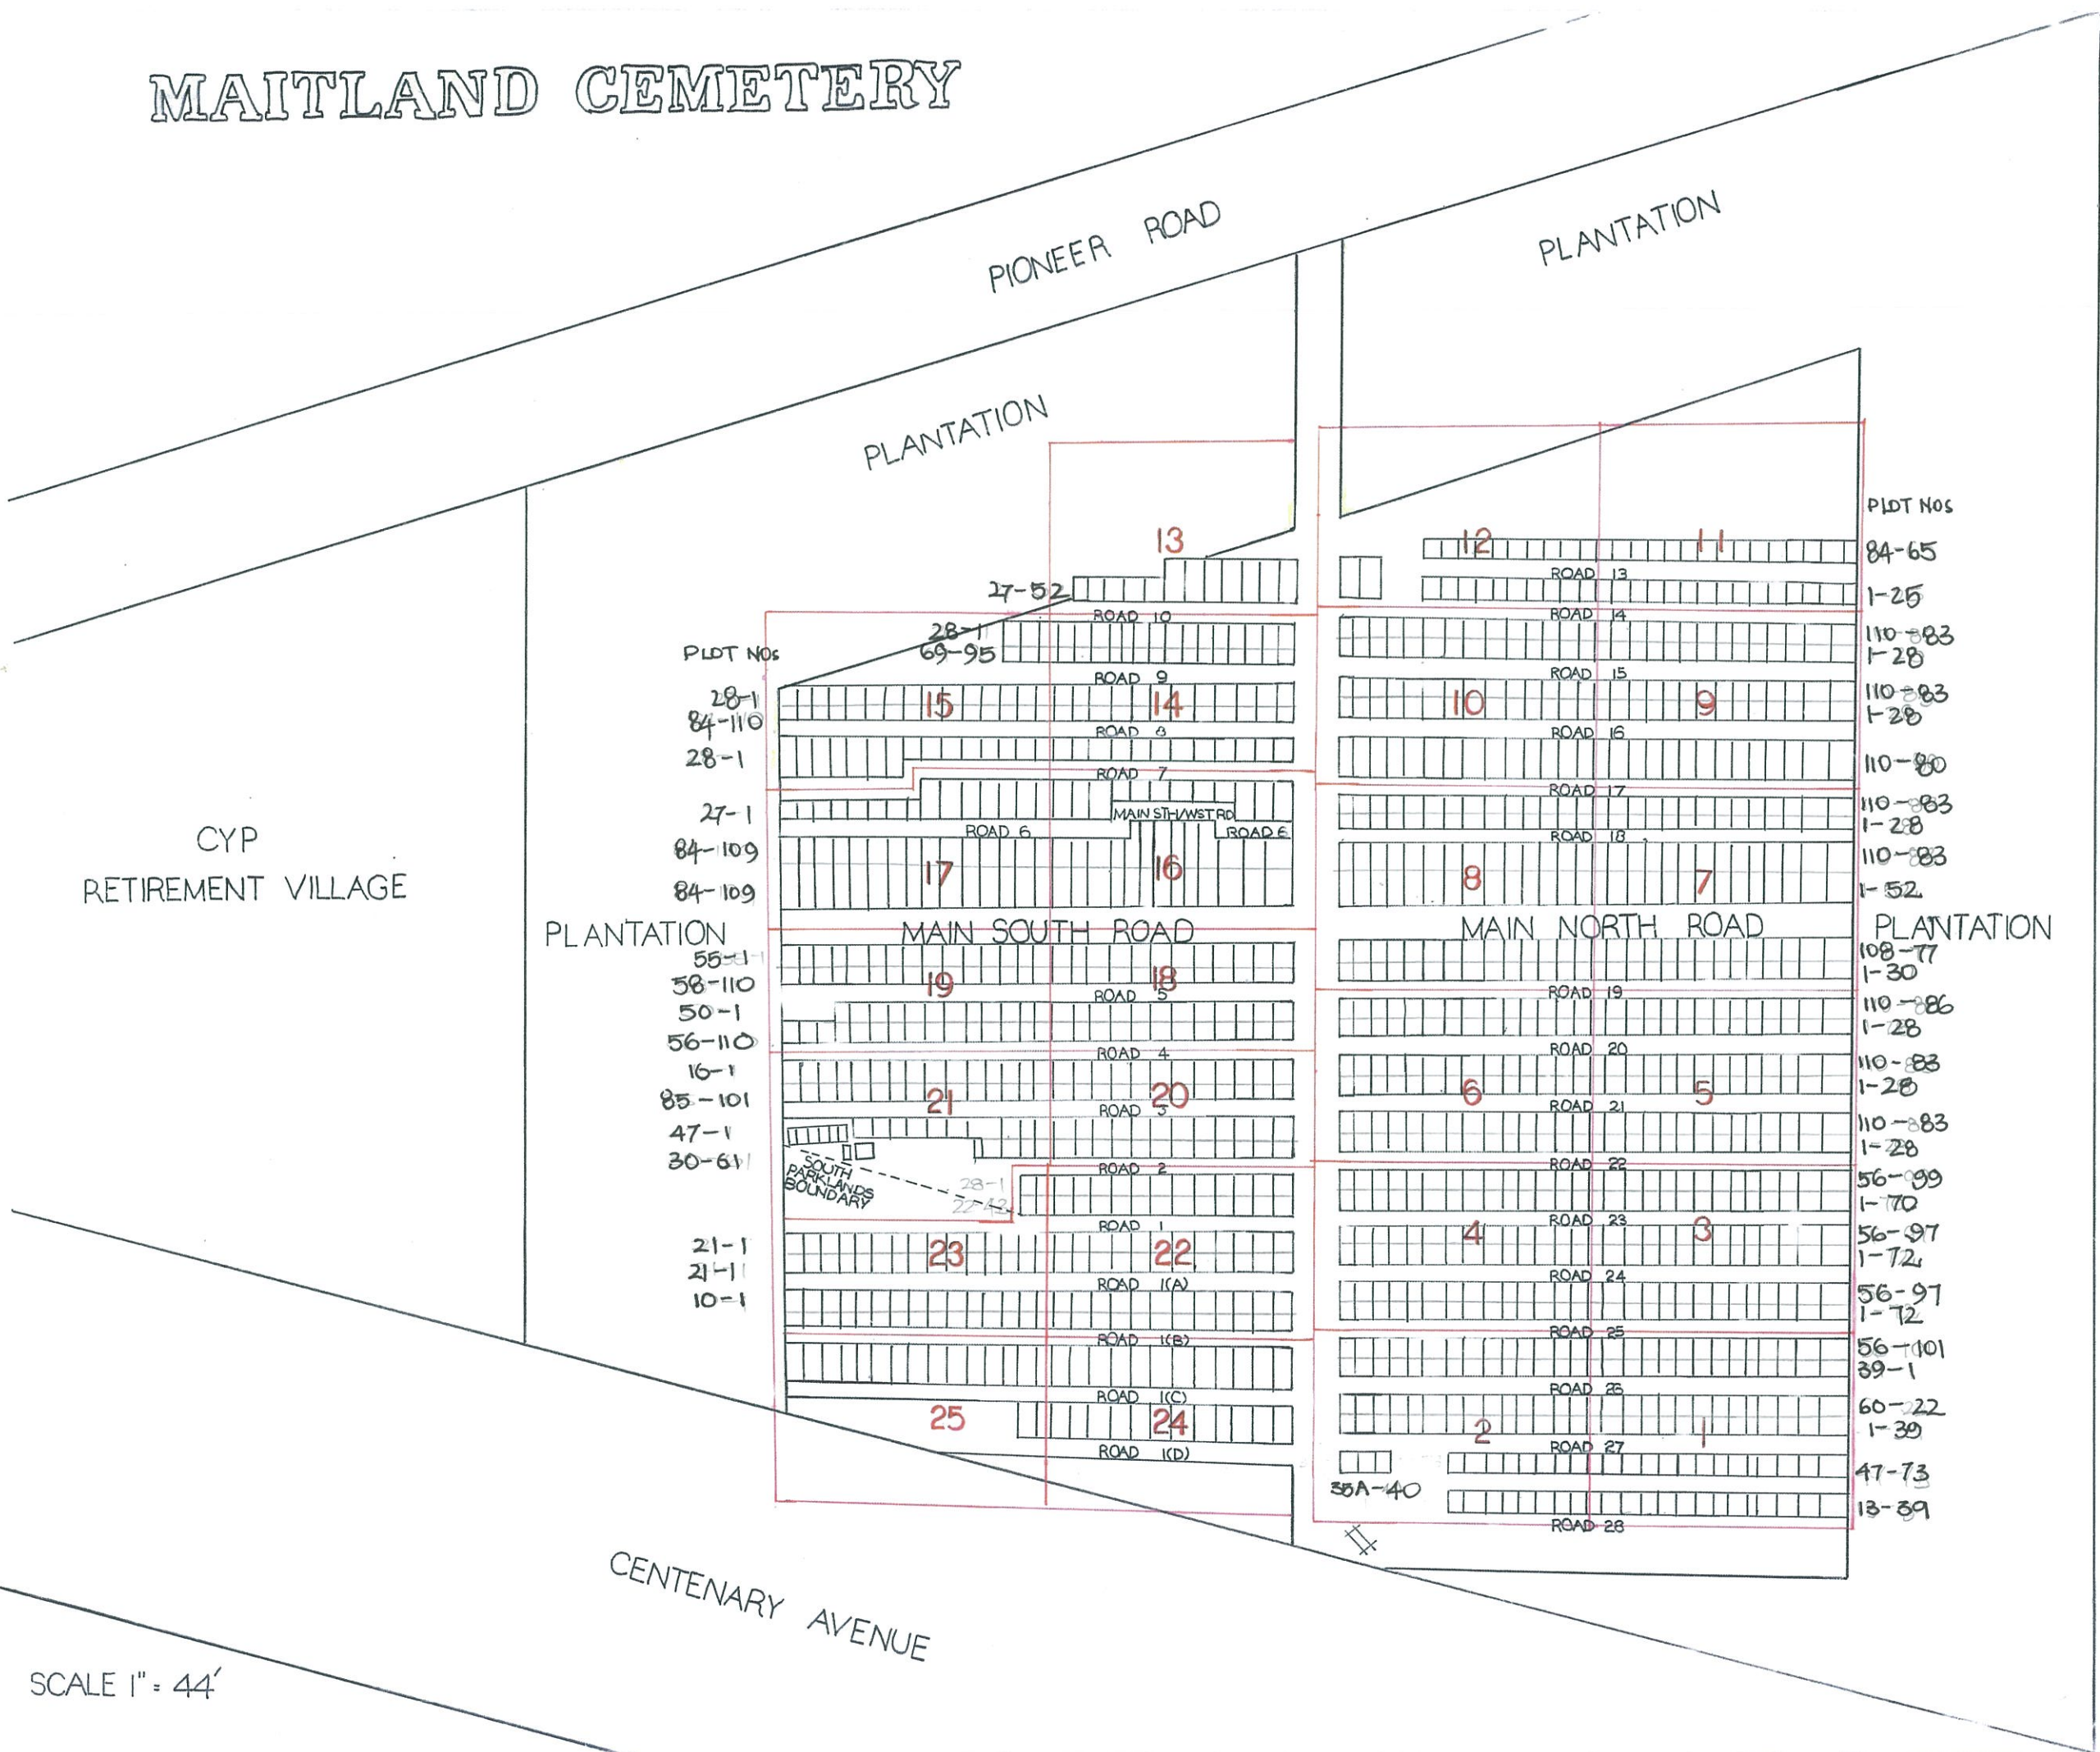 MAITLAND CEMETERY
PIONEER ROAD
PLANTATION
PLANTATION
PLOT NOS
13
12
11
84-65
ROAD 13
27-52
1-25
ROAD 10
ROAD 14
28-1
110-83
69-95
1-28
PLOT NOs
ROAD 9
ROAD 15
28-1
15
14
10
9
110-83
84-110
1-28
ROAD 8
ROAD 16
28-1
110-80
ROAD 7
ROAD 17
27-1
MAIN STH/WST RD
110-83
1-28
ROAD 6
ROAD 6
ROAD 18
CYP
RETIREMENT VILLAGE
84-109
17
16
8
7
110-83
84-109
1-52
PLANTATION
MAIN SOUTH ROAD
MAIN NORTH ROAD
PLANTATION
55-1
108-77
58-110
19
18
1-30
ROAD 5
ROAD 19
50-1
110-86
56-110
1-28
ROAD 4
ROAD 20
16-1
110-83
85-101
21
20
6
5
1-28
ROAD 3
ROAD 21
47-1
110-83
30-61
1-28
SOUTH
PARKLANDS
BOUNDARY
ROAD 2
ROAD 22
28-1
56-99
22-43
1-70
ROAD 1
ROAD 23
21-1
23
22
4
3
56-97
21-1
1-72
ROAD 1(A)
ROAD 24
10-1
56-97
1-72
ROAD 1(B)
ROAD 25
56-101
39-1
ROAD 1(C)
ROAD 26
25
24
2
1
60-22
1-39
ROAD 1(D)
ROAD 27
47-73
35A-40
13-39
ROAD 28
CENTENARY AVENUE
SCALE 1" = 44'